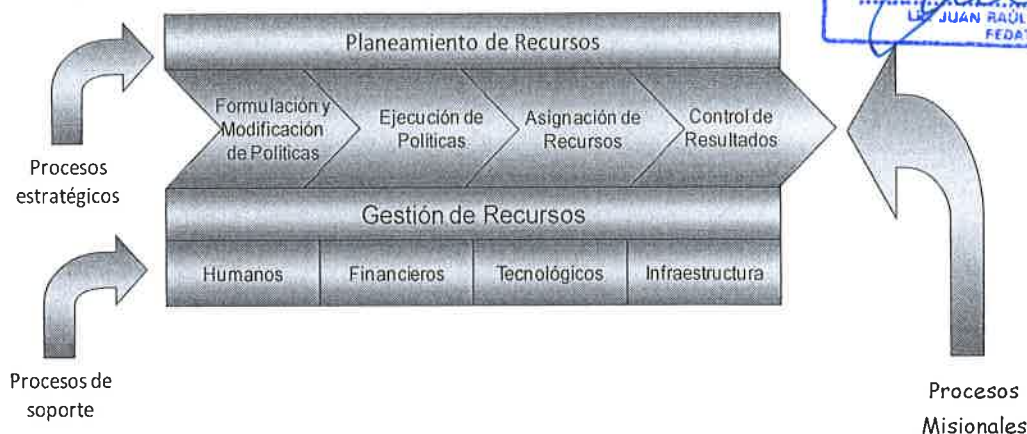 LIC JUAN RAÚL
FEDAT
Planeamiento de Recursos
Formulación y
Modificación
de Políticas
Ejecución de
Políticas
Asignación de
Recursos
Control de
Resultados
Procesos
estratégicos
Gestión de Recursos
Humanos
Financieros
Tecnológicos
Infraestructura
Procesos de
soporte
Procesos
Misionales